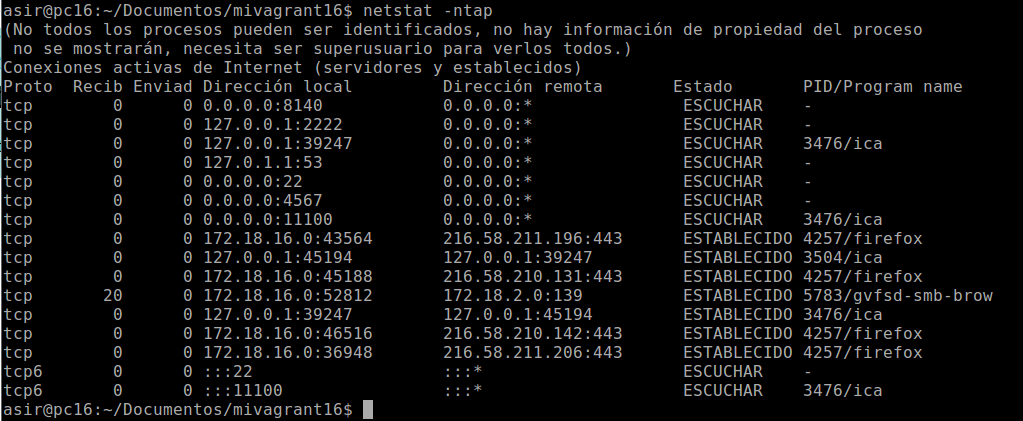 asir@pc16:~/Documentos/mivagrant16$ netstat -ntap
(No todos los procesos pueden ser identificados, no hay información de propiedad del proceso
 no se mostrarán, necesita ser superusuario para verlos todos.)
Conexiones activas de Internet (servidores y establecidos)
Proto  Recib Enviad Dirección local         Dirección remota       Estado       PID/Program name
tcp        0      0 0.0.0.0:8140            0.0.0.0:*               ESCUCHAR    -
tcp        0      0 127.0.0.1:2222          0.0.0.0:*               ESCUCHAR    -
tcp        0      0 127.0.0.1:39247         0.0.0.0:*               ESCUCHAR    3476/ica
tcp        0      0 127.0.1.1:53            0.0.0.0:*               ESCUCHAR    -
tcp        0      0 0.0.0.0:22              0.0.0.0:*               ESCUCHAR    -
tcp        0      0 0.0.0.0:4567            0.0.0.0:*               ESCUCHAR    -
tcp        0      0 0.0.0.0:11100           0.0.0.0:*               ESCUCHAR    3476/ica
tcp        0      0 172.18.16.0:43564       216.58.211.196:443      ESTABLECIDO 4257/firefox
tcp        0      0 127.0.0.1:45194         127.0.0.1:39247         ESTABLECIDO 3504/ica
tcp        0      0 172.18.16.0:45188       216.58.210.131:443      ESTABLECIDO 4257/firefox
tcp       20      0 172.18.16.0:52812       172.18.2.0:139          ESTABLECIDO 5783/gvfsd-smb-brow
tcp        0      0 127.0.0.1:39247         127.0.0.1:45194         ESTABLECIDO 3476/ica
tcp        0      0 172.18.16.0:46516       216.58.210.142:443      ESTABLECIDO 4257/firefox
tcp        0      0 172.18.16.0:36948       216.58.211.206:443      ESTABLECIDO 4257/firefox
tcp6       0      0 :::22                   :::*                    ESCUCHAR    -
tcp6       0      0 :::11100                :::*                    ESCUCHAR    3476/ica
asir@pc16:~/Documentos/mivagrant16$